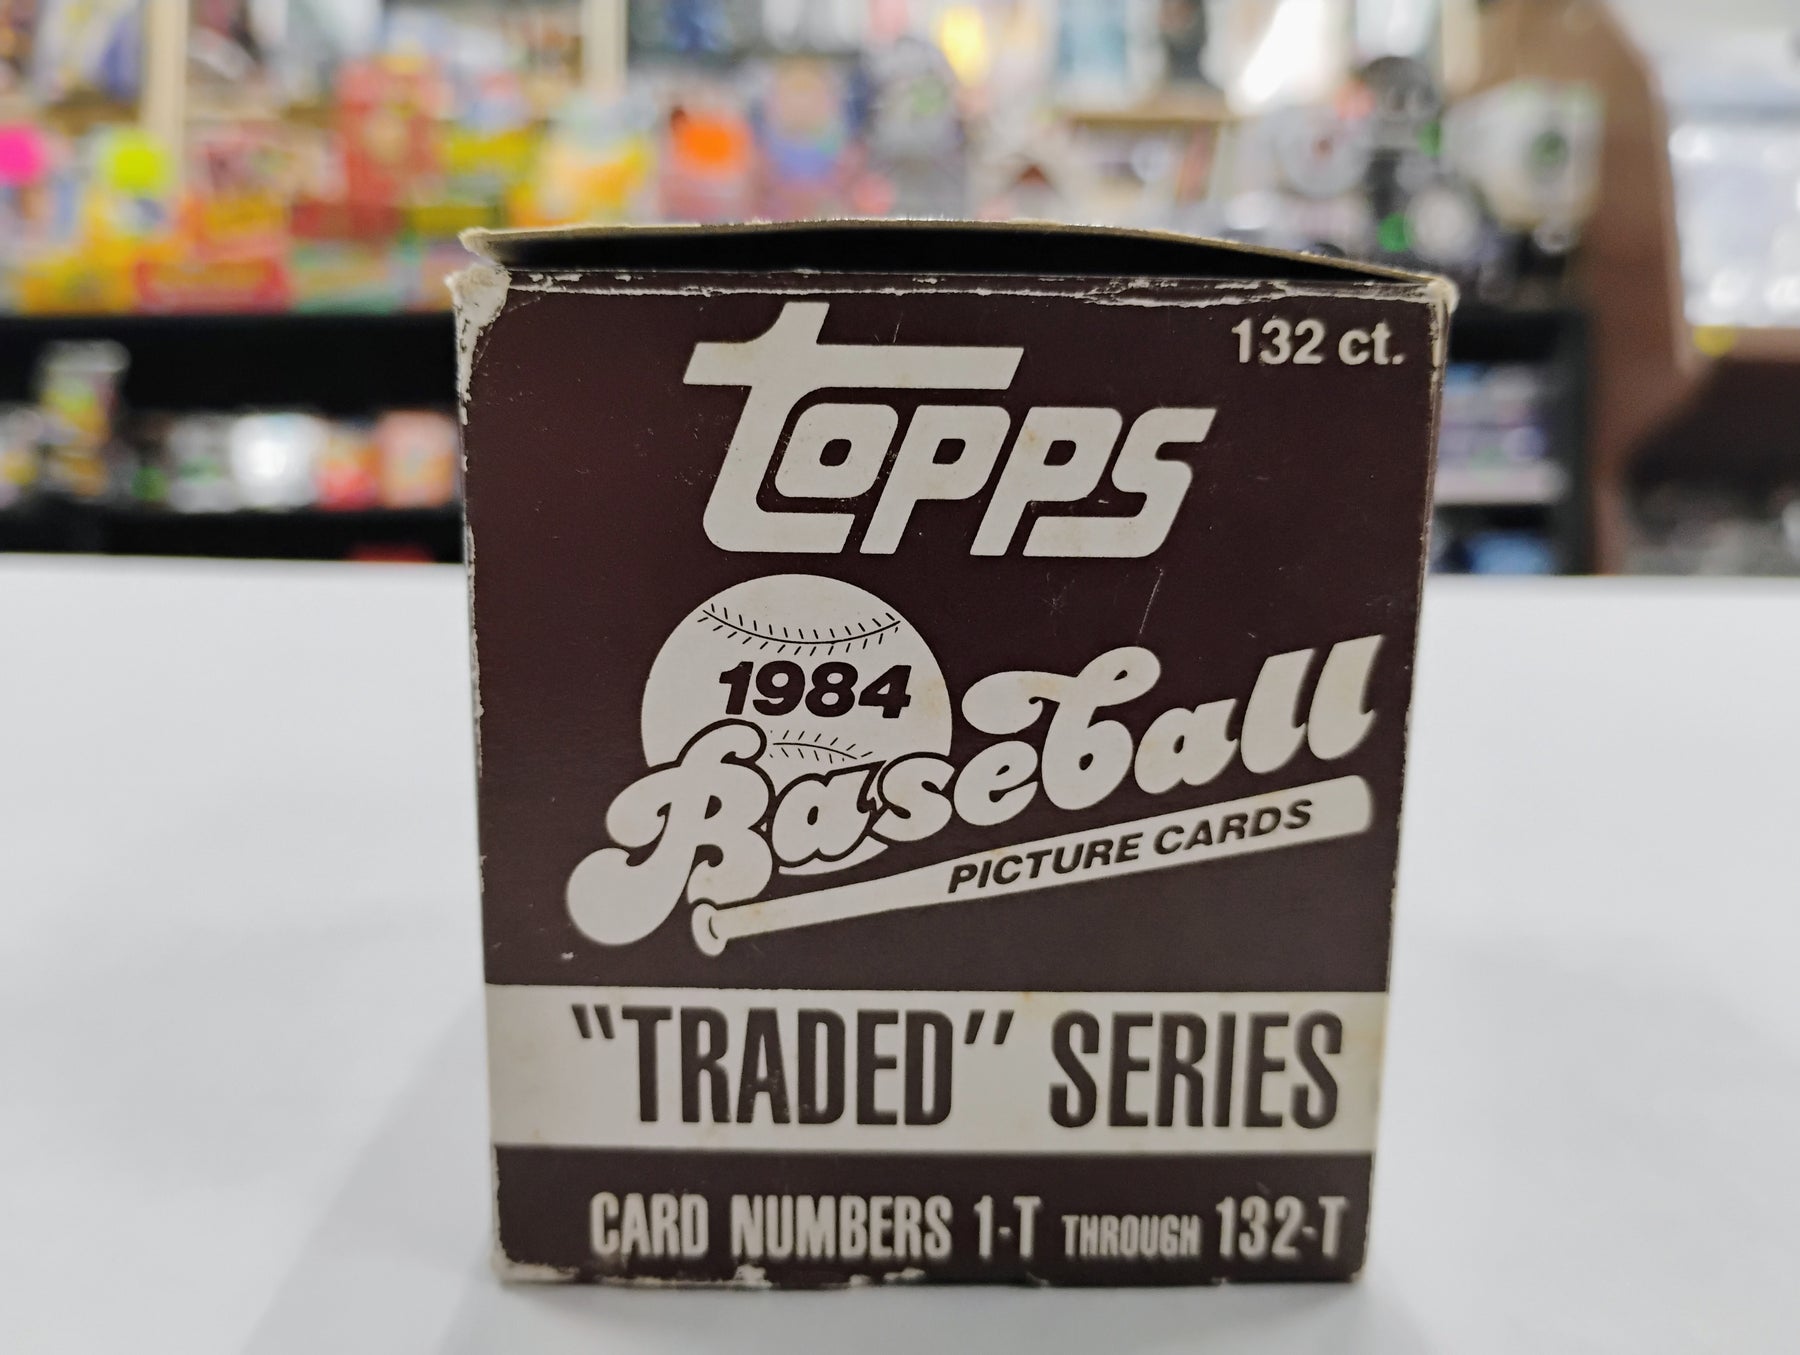 132 ct.
topps
1984
Baseball
PICTURE CARDS
"TRADED" SERIES
CARD NUMBERS 1-T THROUGH 132-T